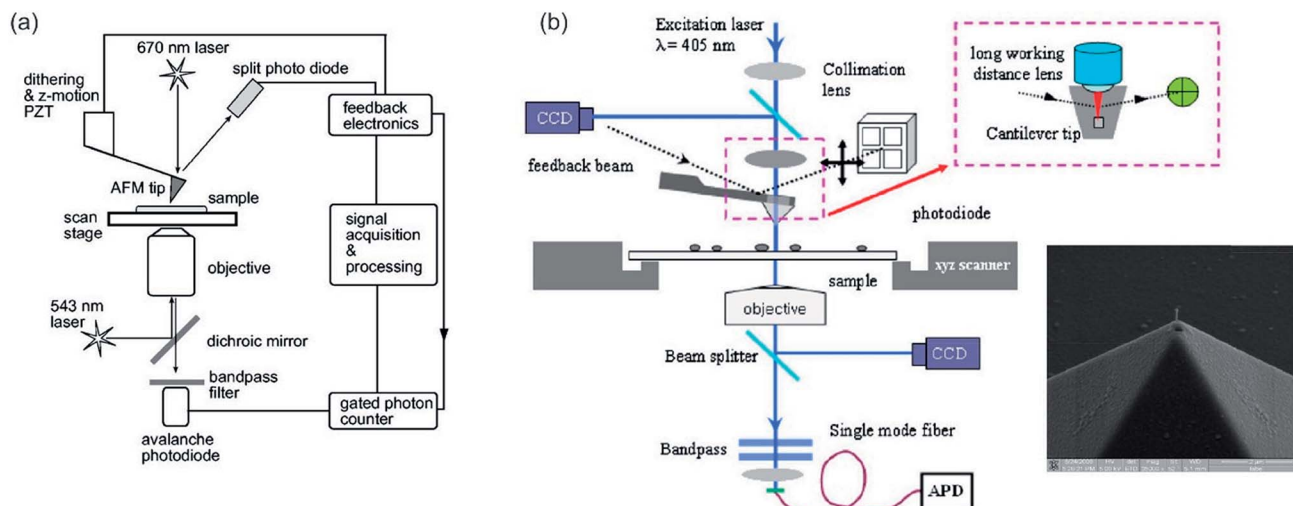 (a)
670 nm laser
split photo diode
dithering
& z-motion
PZT
feedback
electronics
AFM tip
sample
scan
stage
signal
acquisition
&
processing
objective
543 nm
laser
dichroic mirror
bandpass
filter
gated photon
counter
avalanche
photodiode
(b)
Excitation laser
λ= 405 nm
Collimation
lens
CCD
feedback beam
long working
distance lens
Cantilever tip
photodiode
xyz scanner
sample
objective
Beam splitter
CCD
Single mode fiber
Bandpass
APD